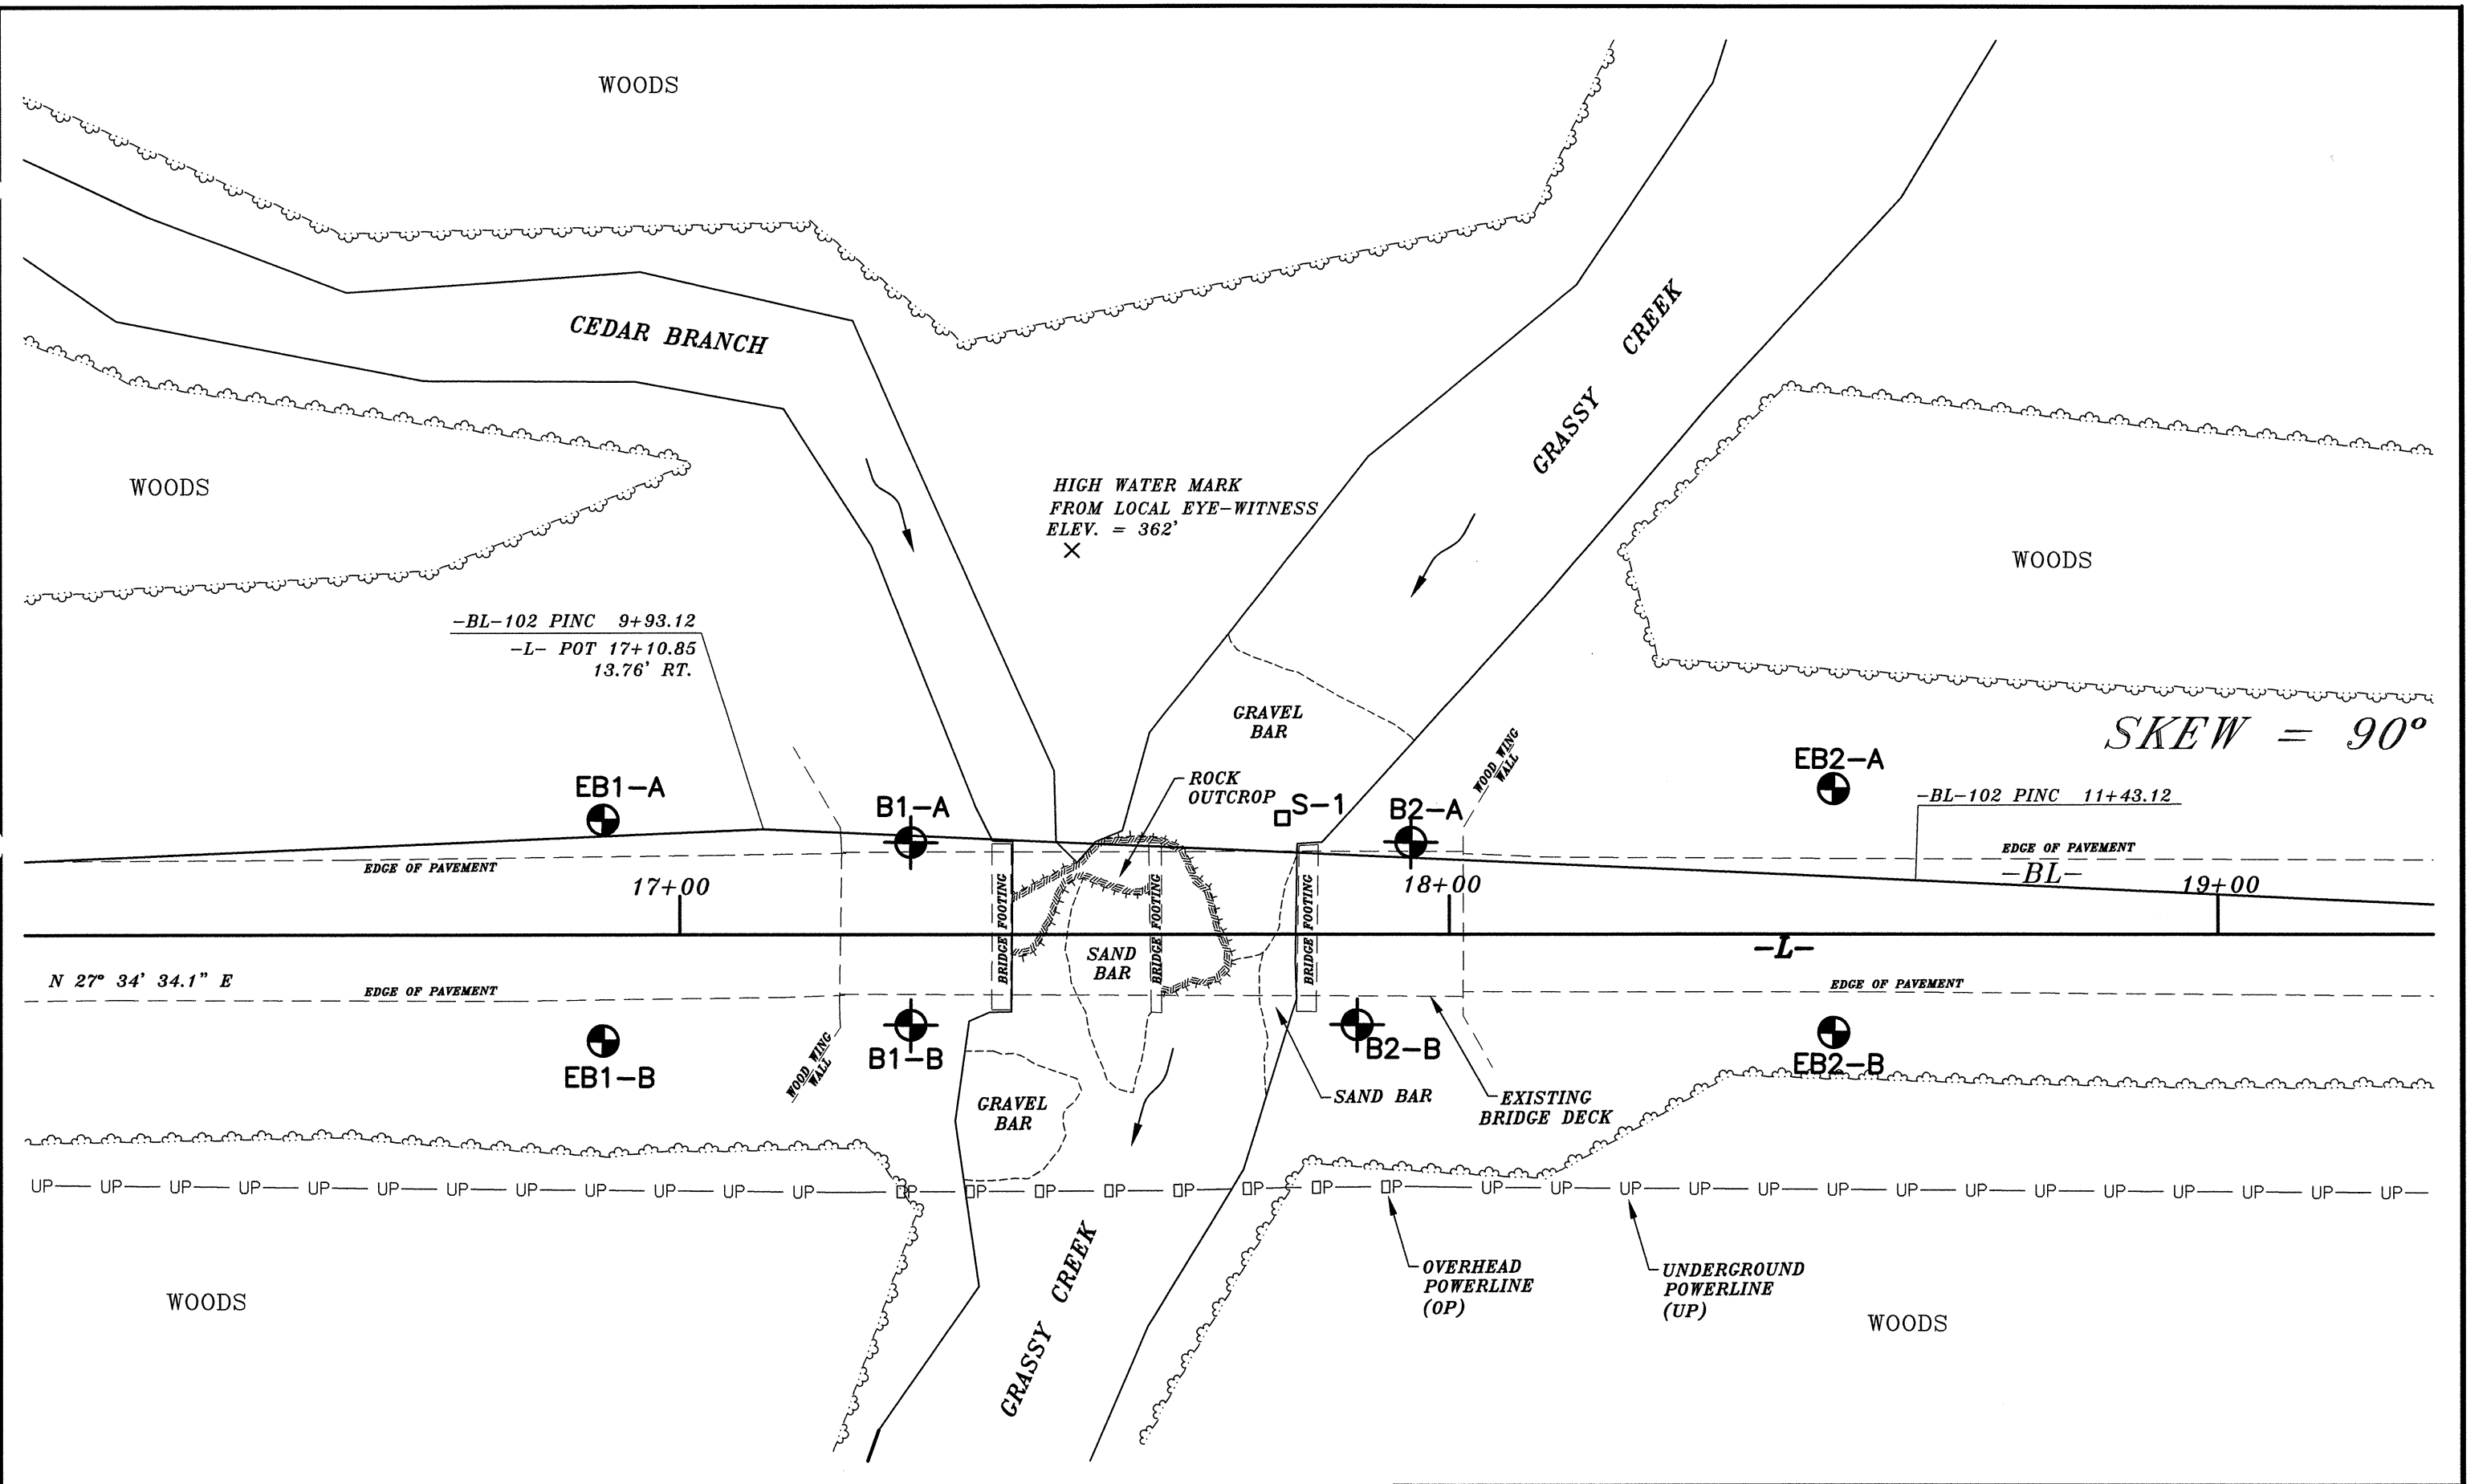 WOODS
CEDAR BRANCH
GRASSY CREEK
WOODS
HIGH WATER MARK
FROM LOCAL EYE-WITNESS
ELEV. = 362'
WOODS
-BL-102 PINC 9+93.12
-L- POT 17+10.85
13.76' RT.
GRAVEL
BAR
WOOD WING
WALL
SKEW = 90°
ROCK
OUTCROP
EB1-A
B1-A
S-1
B2-A
EB2-A
-BL-102 PINC 11+43.12
EDGE OF PAVEMENT
EDGE OF PAVEMENT
17+00
18+00
-BL-
19+00
BRIDGE FOOTING
BRIDGE FOOTING
BRIDGE FOOTING
SAND
BAR
-L-
N 27° 34' 34.1" E
EDGE OF PAVEMENT
EDGE OF PAVEMENT
EB1-B
B1-B
B2-B
EB2-B
WOOD WING
WALL
GRAVEL
BAR
SAND BAR
EXISTING
BRIDGE DECK
UP UP UP UP UP UP UP UP UP UP UP UP OP OP OP OP OP OP OP OP UP UP UP UP UP UP UP UP UP UP UP UP UP UP
GRASSY CREEK
OVERHEAD
POWERLINE
(OP)
UNDERGROUND
POWERLINE
(UP)
WOODS
WOODS